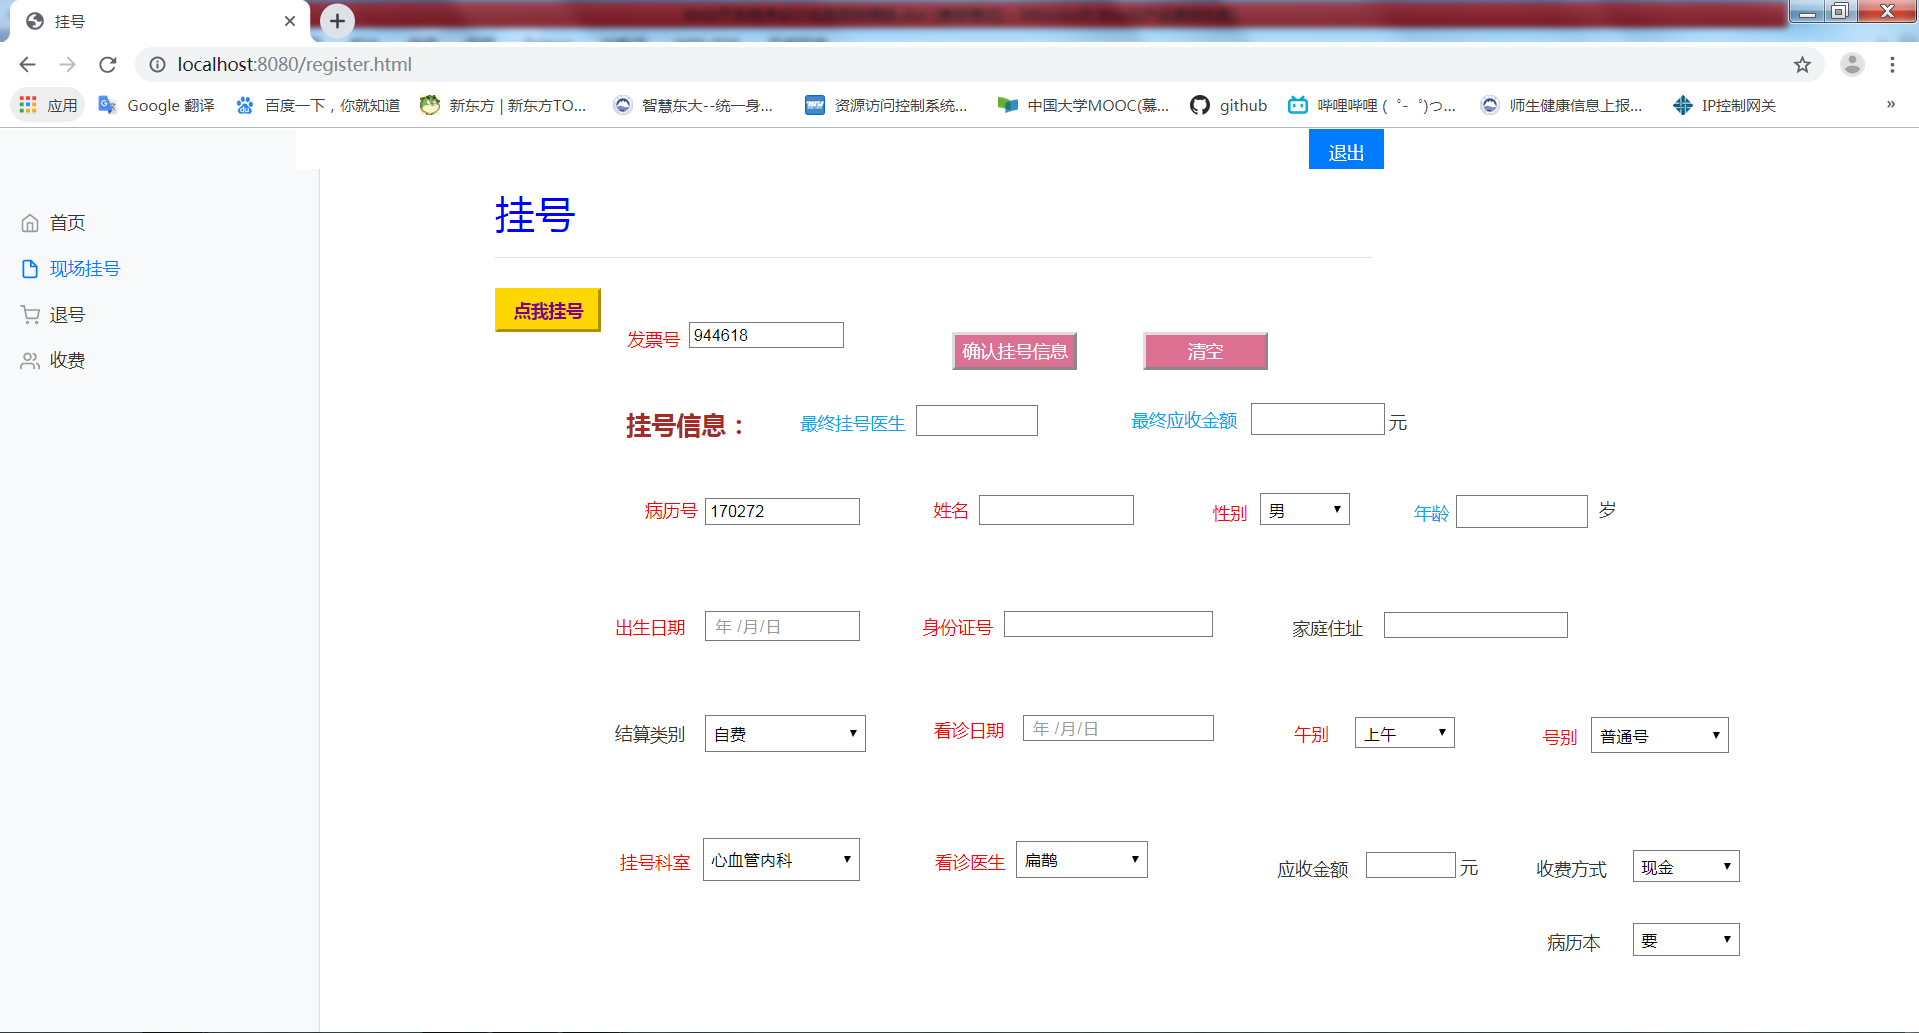 挂号
localhost:8080/register.html
应用 Google 翻译 百度一下，你就知道 新东方 | 新东方TO... 智慧东大--统一身... 资源访问控制系统... 中国大学MOOC(慕... github 哔哩哔哩 (゜-゜)つ... 师生健康信息上报... IP控制网关 »
退出
首页
现场挂号
退号
收费
挂号
点我挂号
发票号 944618 确认挂号信息 清空
挂号信息： 最终挂号医生 最终应收金额 元
病历号 170272 姓名 性别 男 年龄 岁
出生日期 年 /月/日 身份证号 家庭住址
结算类别 自费 看诊日期 年 /月/日 午别 上午 号别 普通号
挂号科室 心血管内科 看诊医生 扁鹊 应收金额 元 收费方式 现金
病历本 要